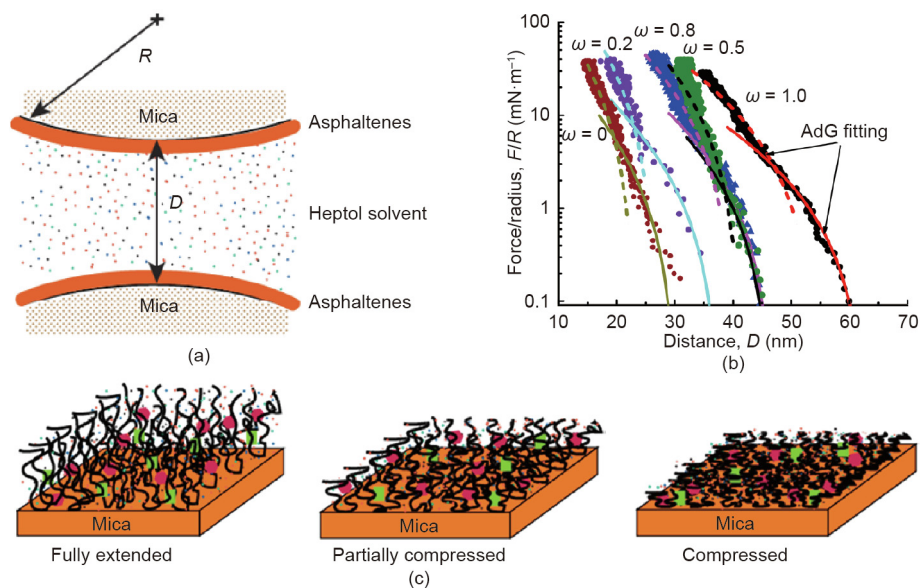 R
Mica
Asphaltenes
D
Heptol solvent
Mica
Asphaltenes
(a)
Force/radius, F/R (mN·m⁻¹)
100
10
1
0.1
ω = 0.8
ω = 0.2
ω = 0.5
ω = 1.0
ω = 0
AdG fitting
10 20 30 40 50 60 70
Distance, D (nm)
(b)
Mica
Mica
Mica
Fully extended
Partially compressed
Compressed
(c)